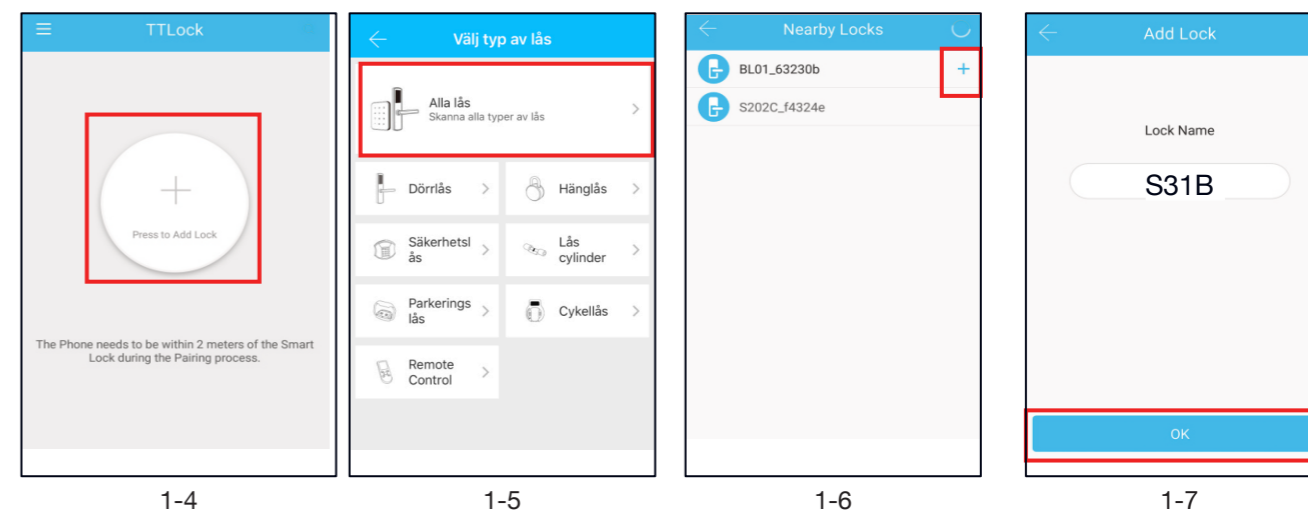 TTLock
Press to Add Lock
The Phone needs to be within 2 meters of the Smart
Lock during the Pairing process.
1-4
Välj typ av lås
Alla lås
Skanna alla typer av lås
Dörrlås
Hänglås
Säkerhetsl
ås
Lås
cylinder
Parkerings
lås
Cykellås
Remote
Control
1-5
Nearby Locks
BL01_63230b
+
S202C_f4324e
1-6
Add Lock
Lock Name
S31B
OK
1-7